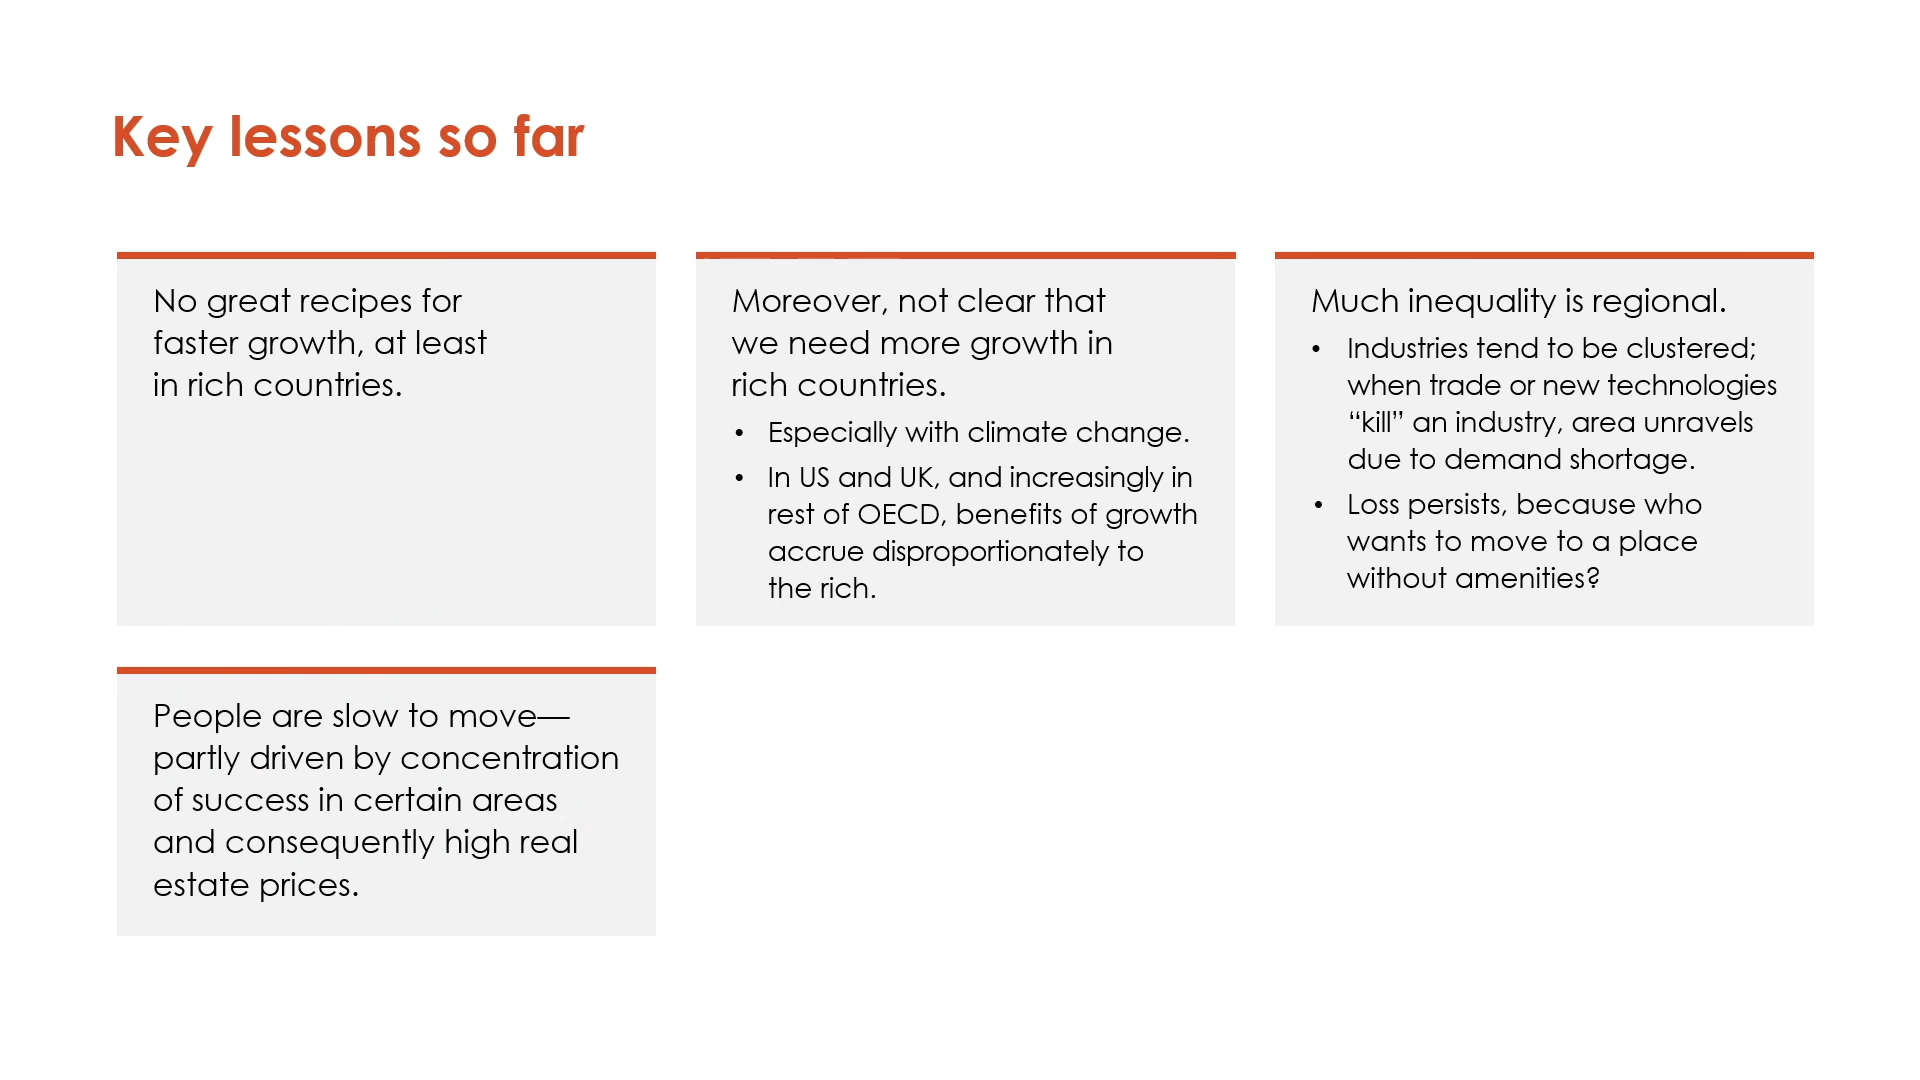 Key lessons so far
No great recipes for
faster growth, at least
in rich countries.
Moreover, not clear that
we need more growth in
rich countries.
• Especially with climate change.
• In US and UK, and increasingly in
rest of OECD, benefits of growth
accrue disproportionately to
the rich.
Much inequality is regional.
• Industries tend to be clustered;
when trade or new technologies
“kill” an industry, area unravels
due to demand shortage.
• Loss persists, because who
wants to move to a place
without amenities?
People are slow to move—
partly driven by concentration
of success in certain areas
and consequently high real
estate prices.